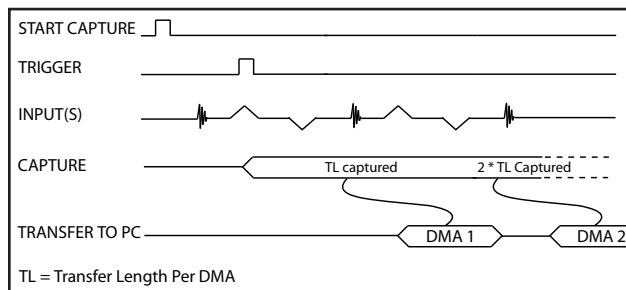 START CAPTURE
TRIGGER
INPUT(S)
CAPTURE
TL captured
2 * TL Captured
TRANSFER TO PC
DMA 1
DMA 2
TL = Transfer Length Per DMA